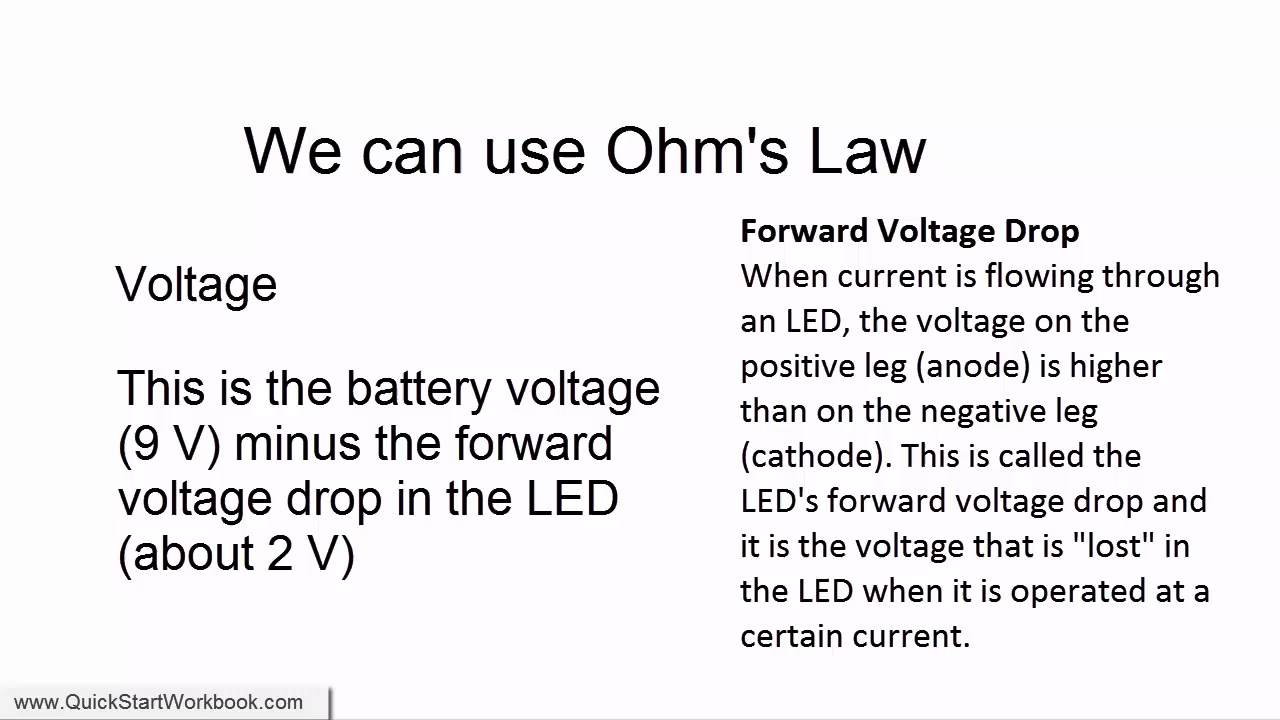 We can use Ohm's Law
Voltage
This is the battery voltage
(9 V) minus the forward
voltage drop in the LED
(about 2 V)
Forward Voltage Drop
When current is flowing through
an LED, the voltage on the
positive leg (anode) is higher
than on the negative leg
(cathode). This is called the
LED's forward voltage drop and
it is the voltage that is "lost" in
the LED when it is operated at a
certain current.
www.QuickStartWorkbook.com